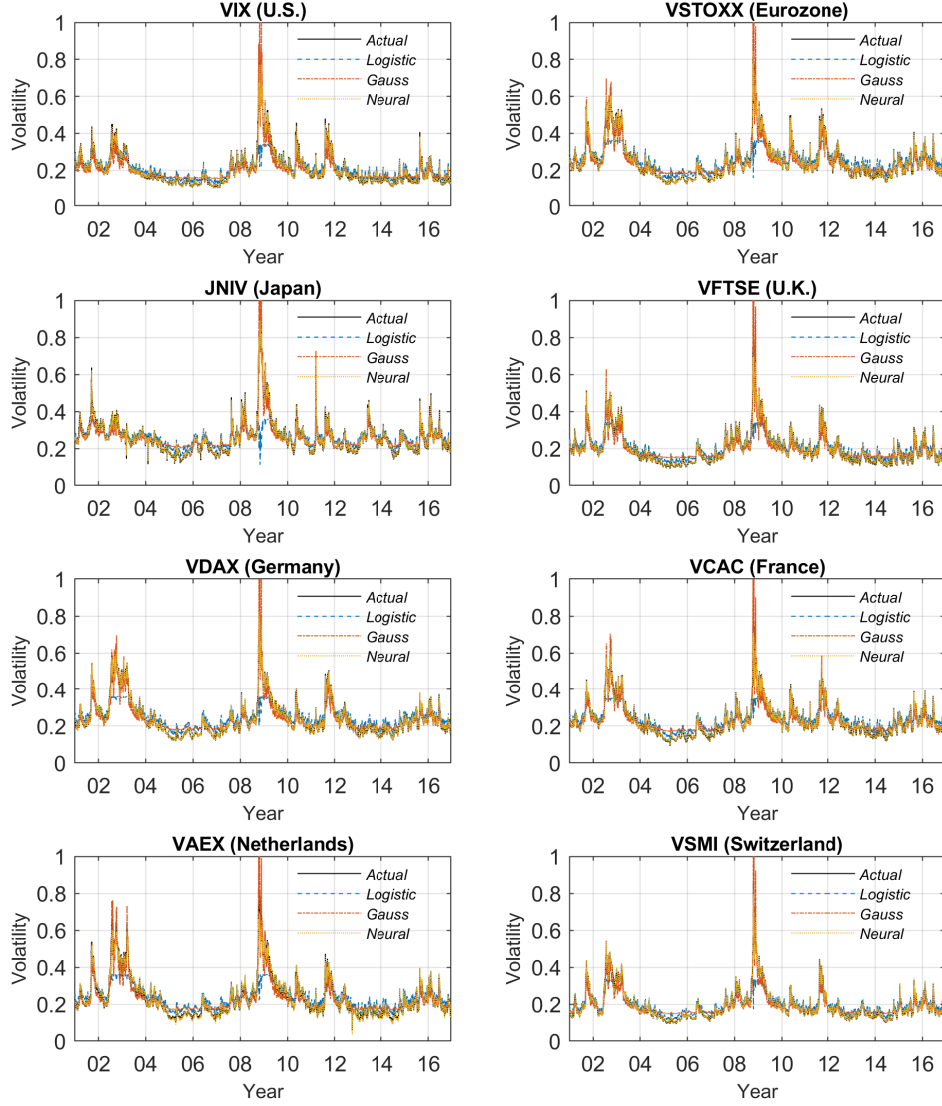 VIX (U.S.)
Volatility
1
0.8
0.6
0.4
0.2
0
Actual
Logistic
Gauss
Neural
02 04 06 08 10 12 14 16
Year
VSTOXX (Eurozone)
Volatility
1
0.8
0.6
0.4
0.2
0
Actual
Logistic
Gauss
Neural
02 04 06 08 10 12 14 16
Year
JNIV (Japan)
Volatility
1
0.8
0.6
0.4
0.2
0
Actual
Logistic
Gauss
Neural
02 04 06 08 10 12 14 16
Year
VFTSE (U.K.)
Volatility
1
0.8
0.6
0.4
0.2
0
Actual
Logistic
Gauss
Neural
02 04 06 08 10 12 14 16
Year
VDAX (Germany)
Volatility
1
0.8
0.6
0.4
0.2
0
Actual
Logistic
Gauss
Neural
02 04 06 08 10 12 14 16
Year
VCAC (France)
Volatility
1
0.8
0.6
0.4
0.2
0
Actual
Logistic
Gauss
Neural
02 04 06 08 10 12 14 16
Year
VAEX (Netherlands)
Volatility
1
0.8
0.6
0.4
0.2
0
Actual
Logistic
Gauss
Neural
02 04 06 08 10 12 14 16
Year
VSMI (Switzerland)
Volatility
1
0.8
0.6
0.4
0.2
0
Actual
Logistic
Gauss
Neural
02 04 06 08 10 12 14 16
Year